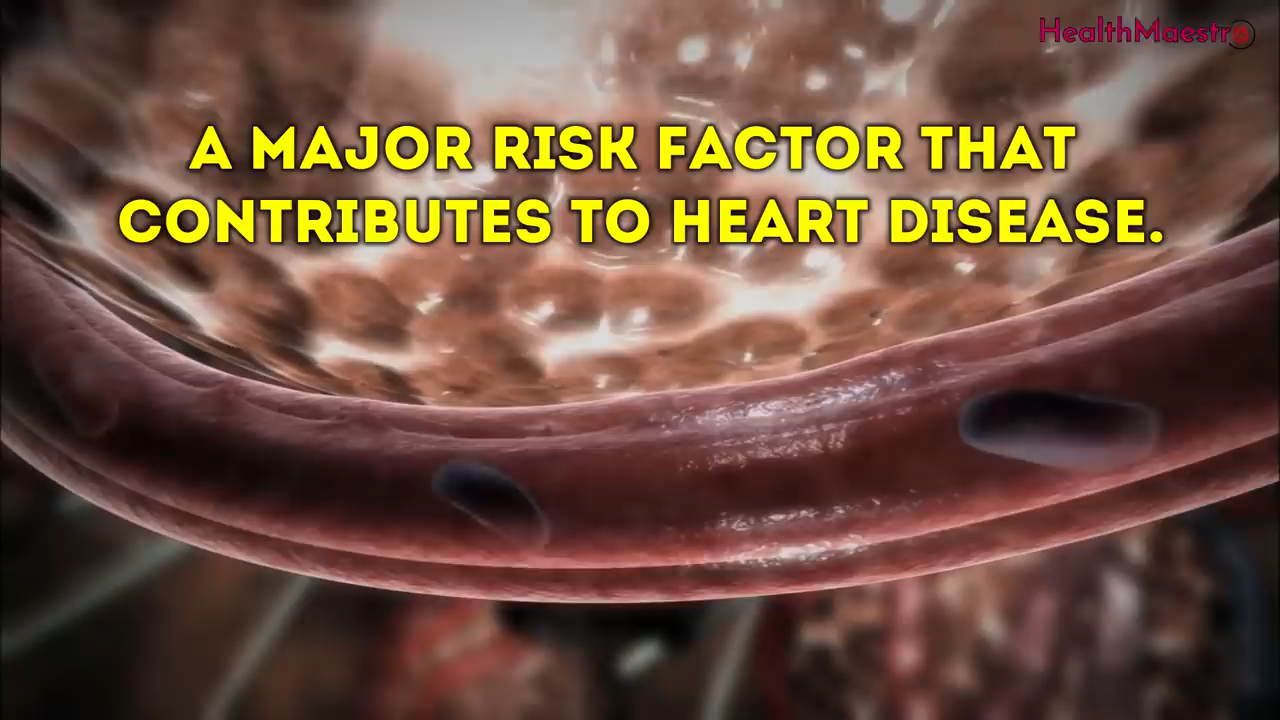 HealthMaestro
A MAJOR RISK FACTOR THAT
CONTRIBUTES TO HEART DISEASE.